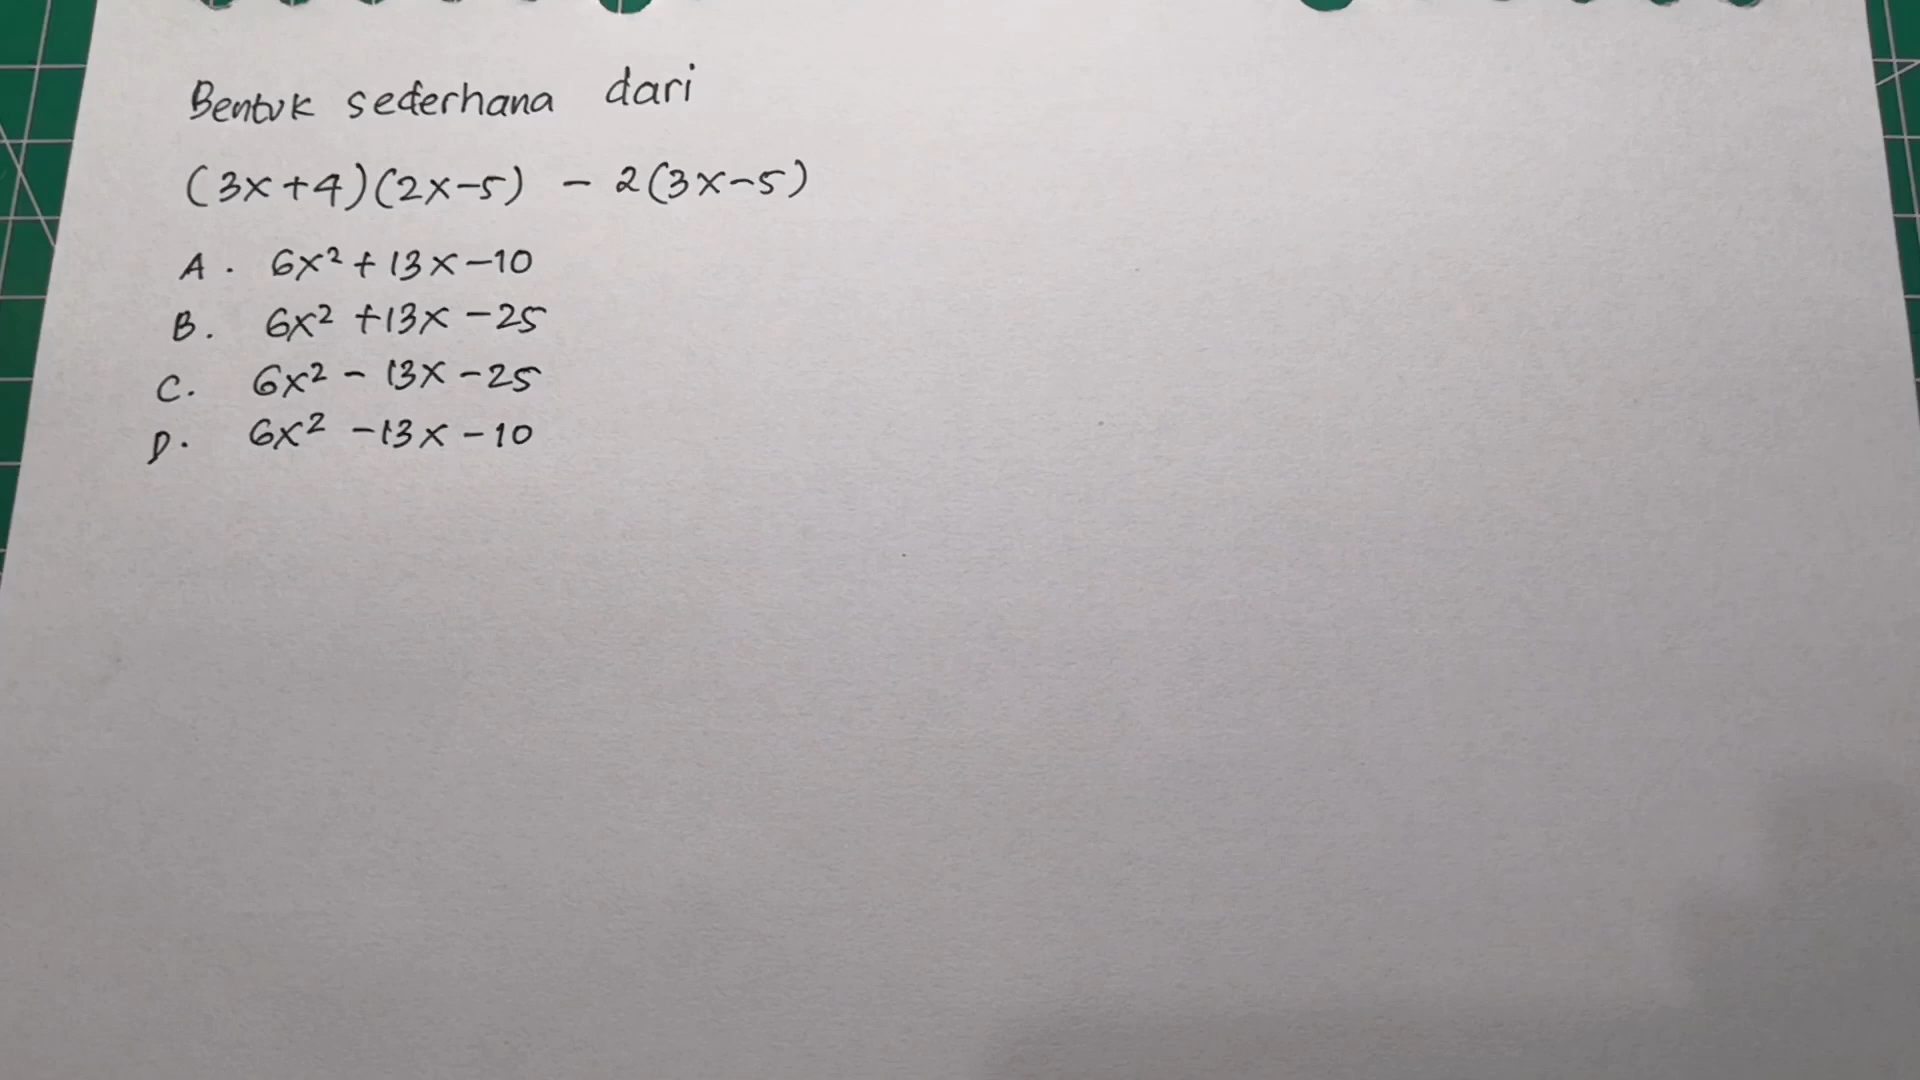 Bentuk sederhana dari
(3x+4)(2x-5) - 2(3x-5)
A. 6x² + 13x - 10
B. 6x² + 13x - 25
C. 6x² - 13x - 25
D. 6x² - 13x - 10